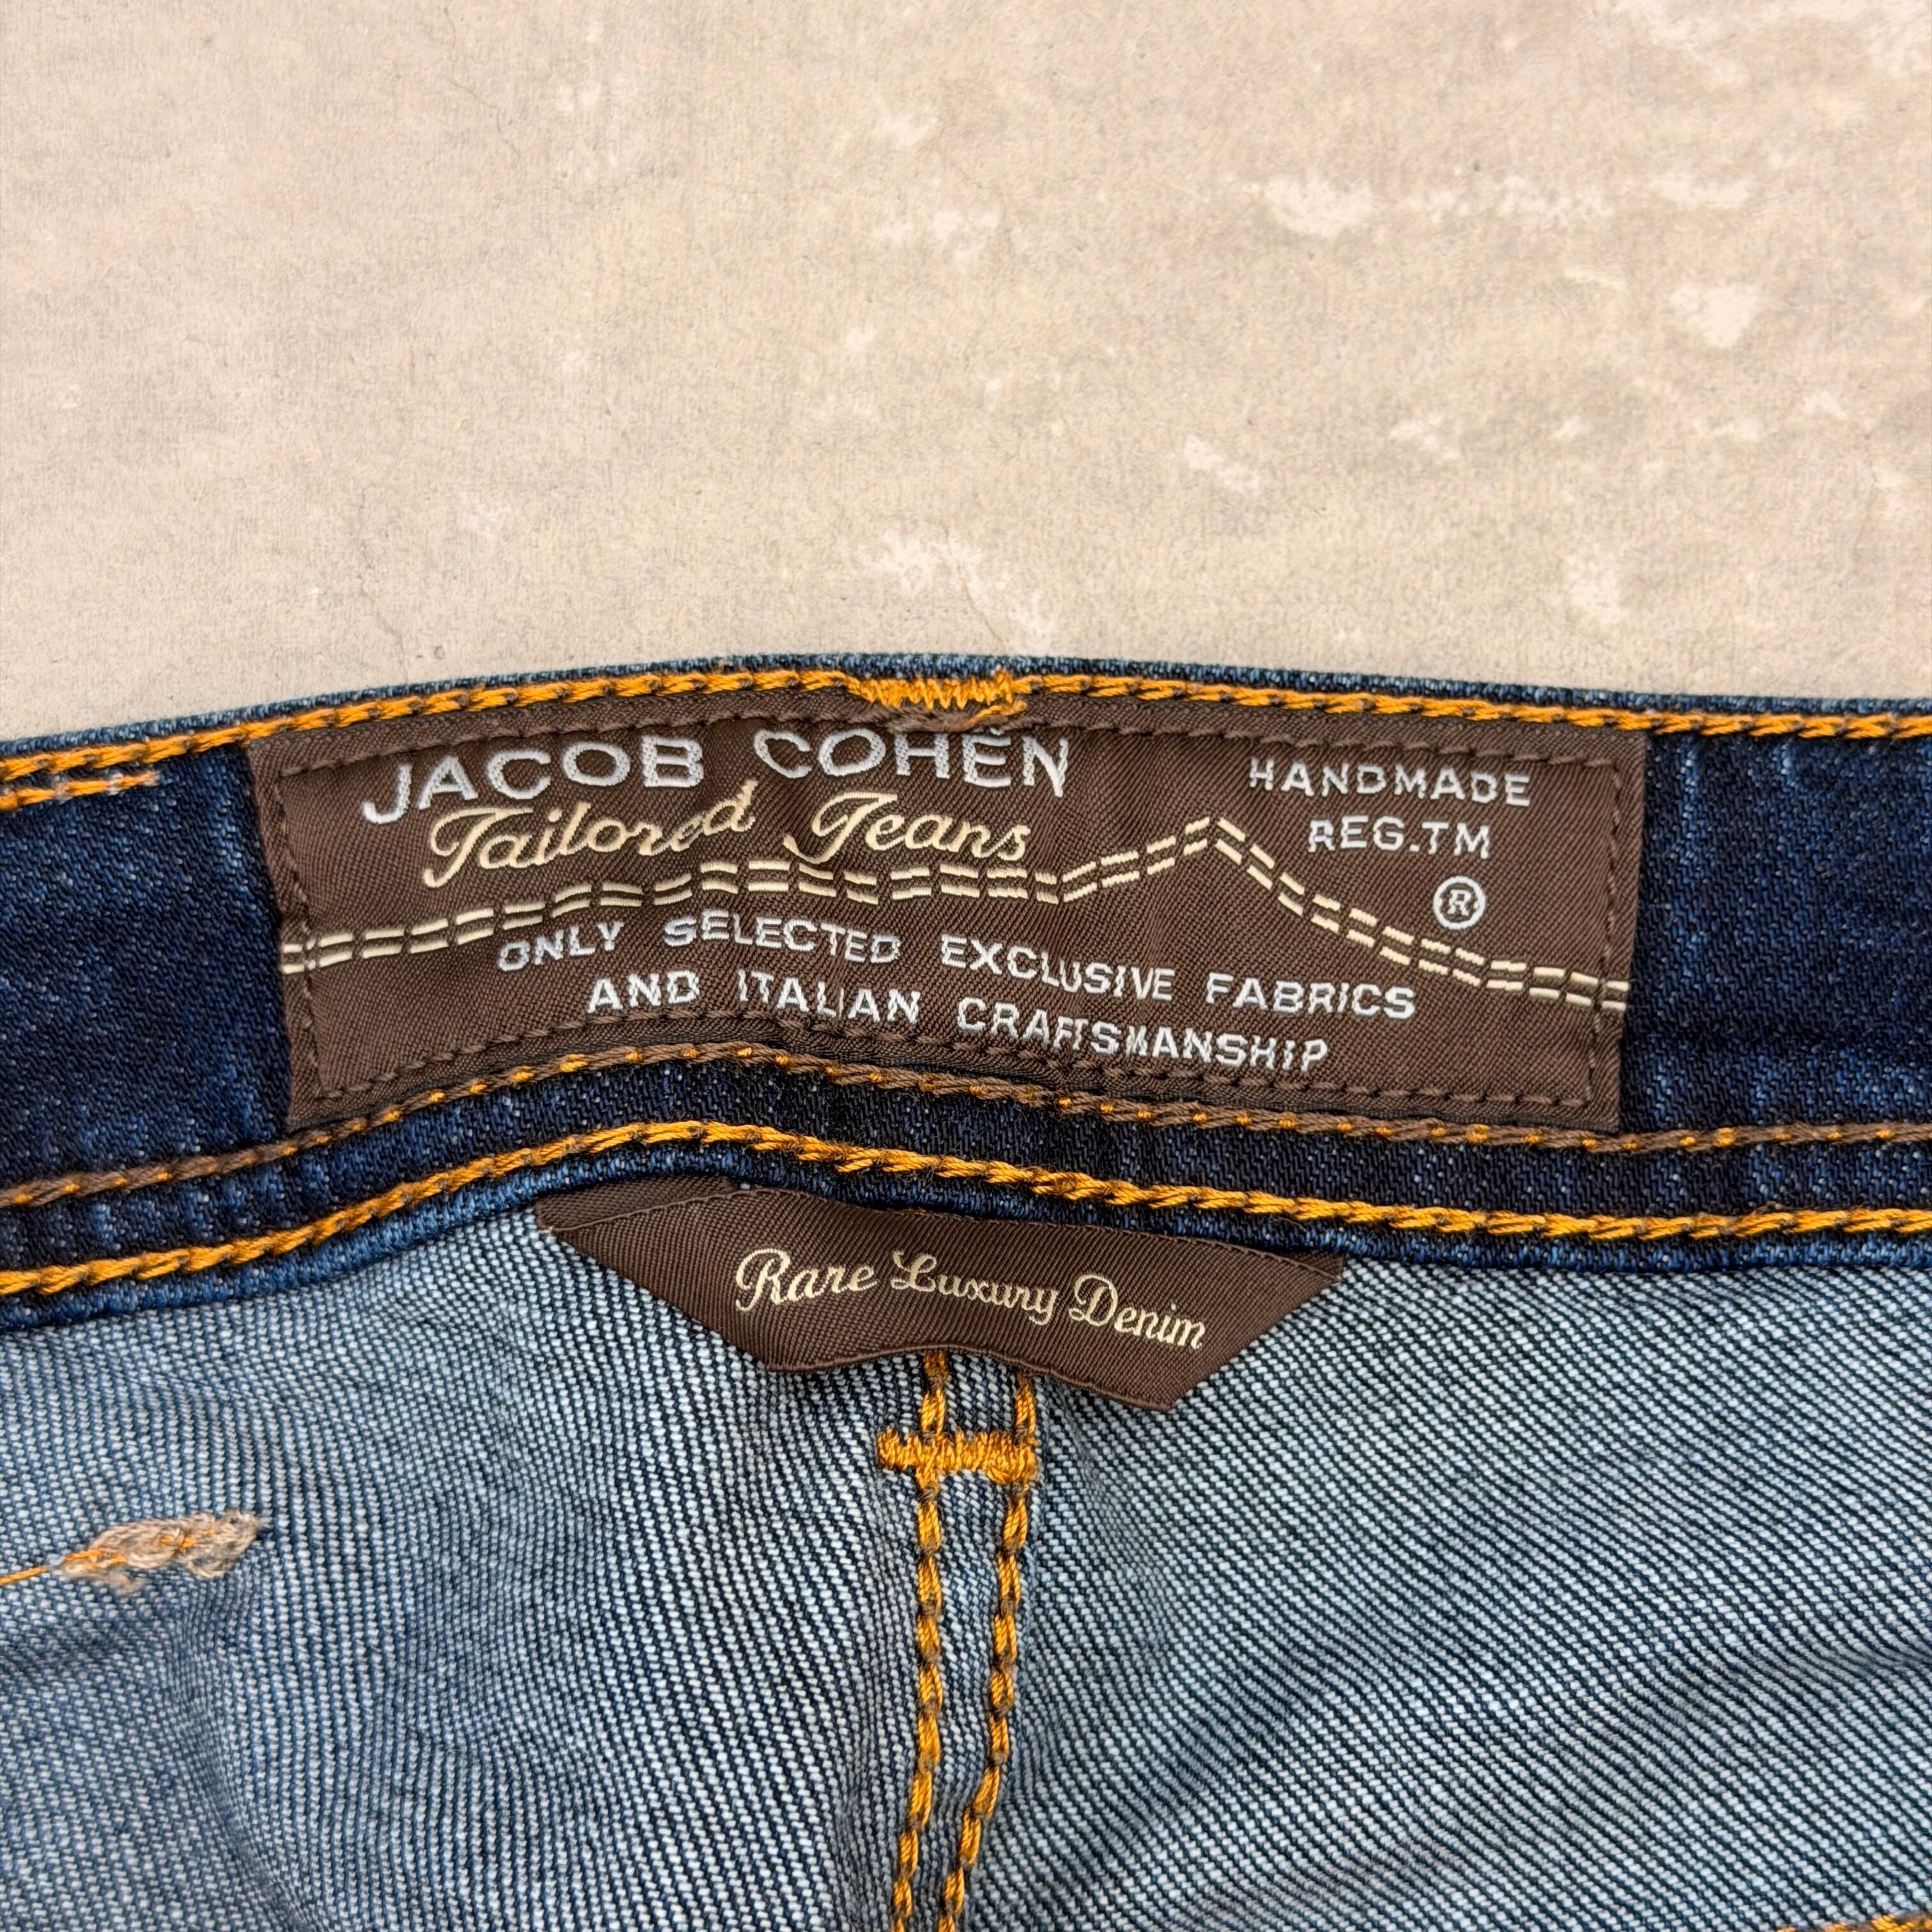 JACOB COHËN
Tailored Jeans
HANDMADE
REG.TM
®
ONLY SELECTED EXCLUSIVE FABRICS
AND ITALIAN CRAFTSMANSHIP
Rare Luxury Denim